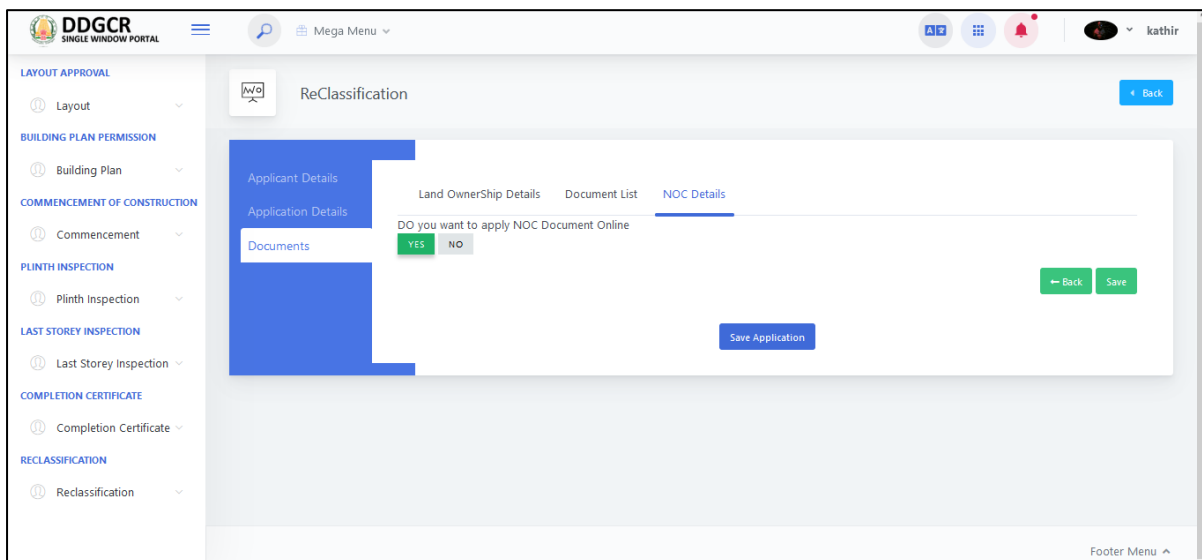 DDGCR
SINGLE WINDOW PORTAL
Mega Menu
kathir
LAYOUT APPROVAL
Layout
BUILDING PLAN PERMISSION
Building Plan
COMMENCEMENT OF CONSTRUCTION
Commencement
PLINTH INSPECTION
Plinth Inspection
LAST STOREY INSPECTION
Last Storey Inspection
COMPLETION CERTIFICATE
Completion Certificate
RECLASSIFICATION
Reclassification
ReClassification
Back
Applicant Details
Application Details
Documents
Land OwnerShip Details Document List NOC Details
DO you want to apply NOC Document Online
YES NO
← Back Save
Save Application
Footer Menu